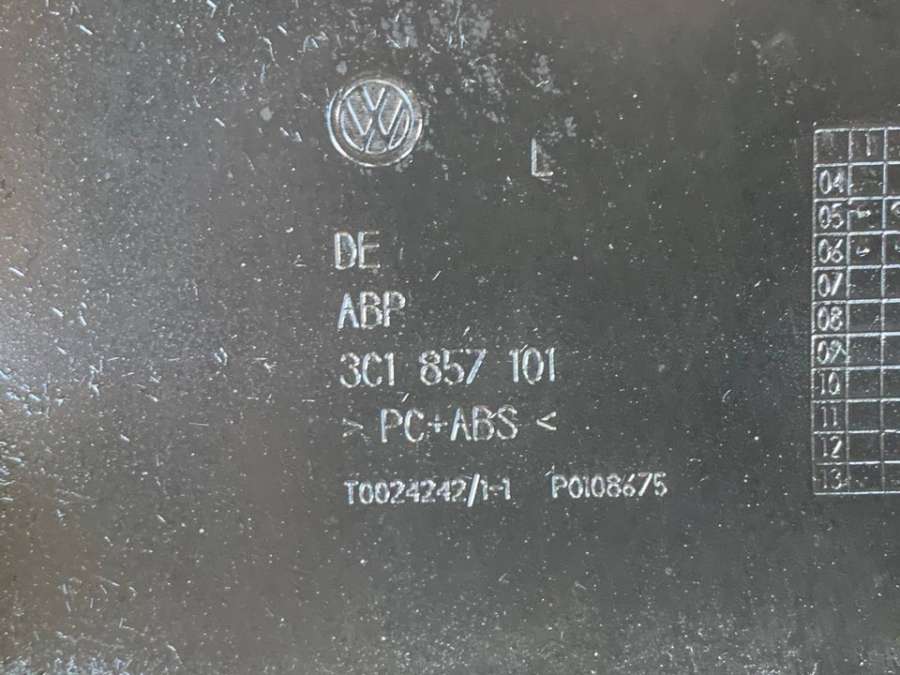 VW
L
DE
ABP
3C1 857 101
> PC+ABS <
T0024242/1-1 P0108675
1
04
05
06
07
08
09
10
11
12
13